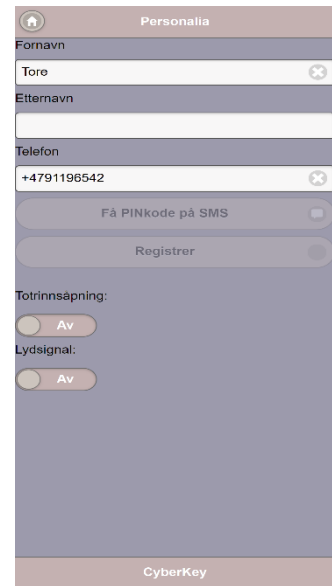 Personalia
Fornavn
Tore
Etternavn
Telefon
+4791196542
Få PINkode på SMS
Registrer
Totrinnsåpning:
Av
Lydsignal:
Av
CyberKey